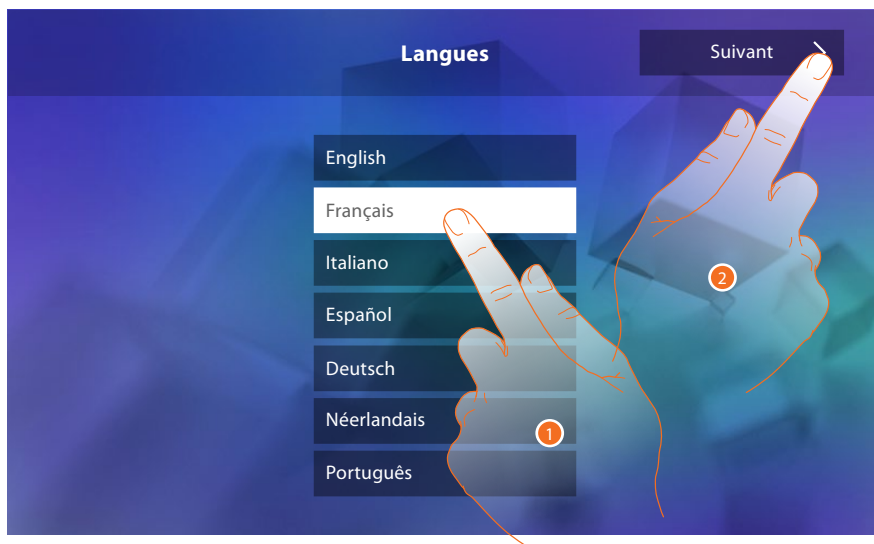 Langues
Suivant
English
Français
Italiano
Español
Deutsch
Néerlandais
Português
1
2